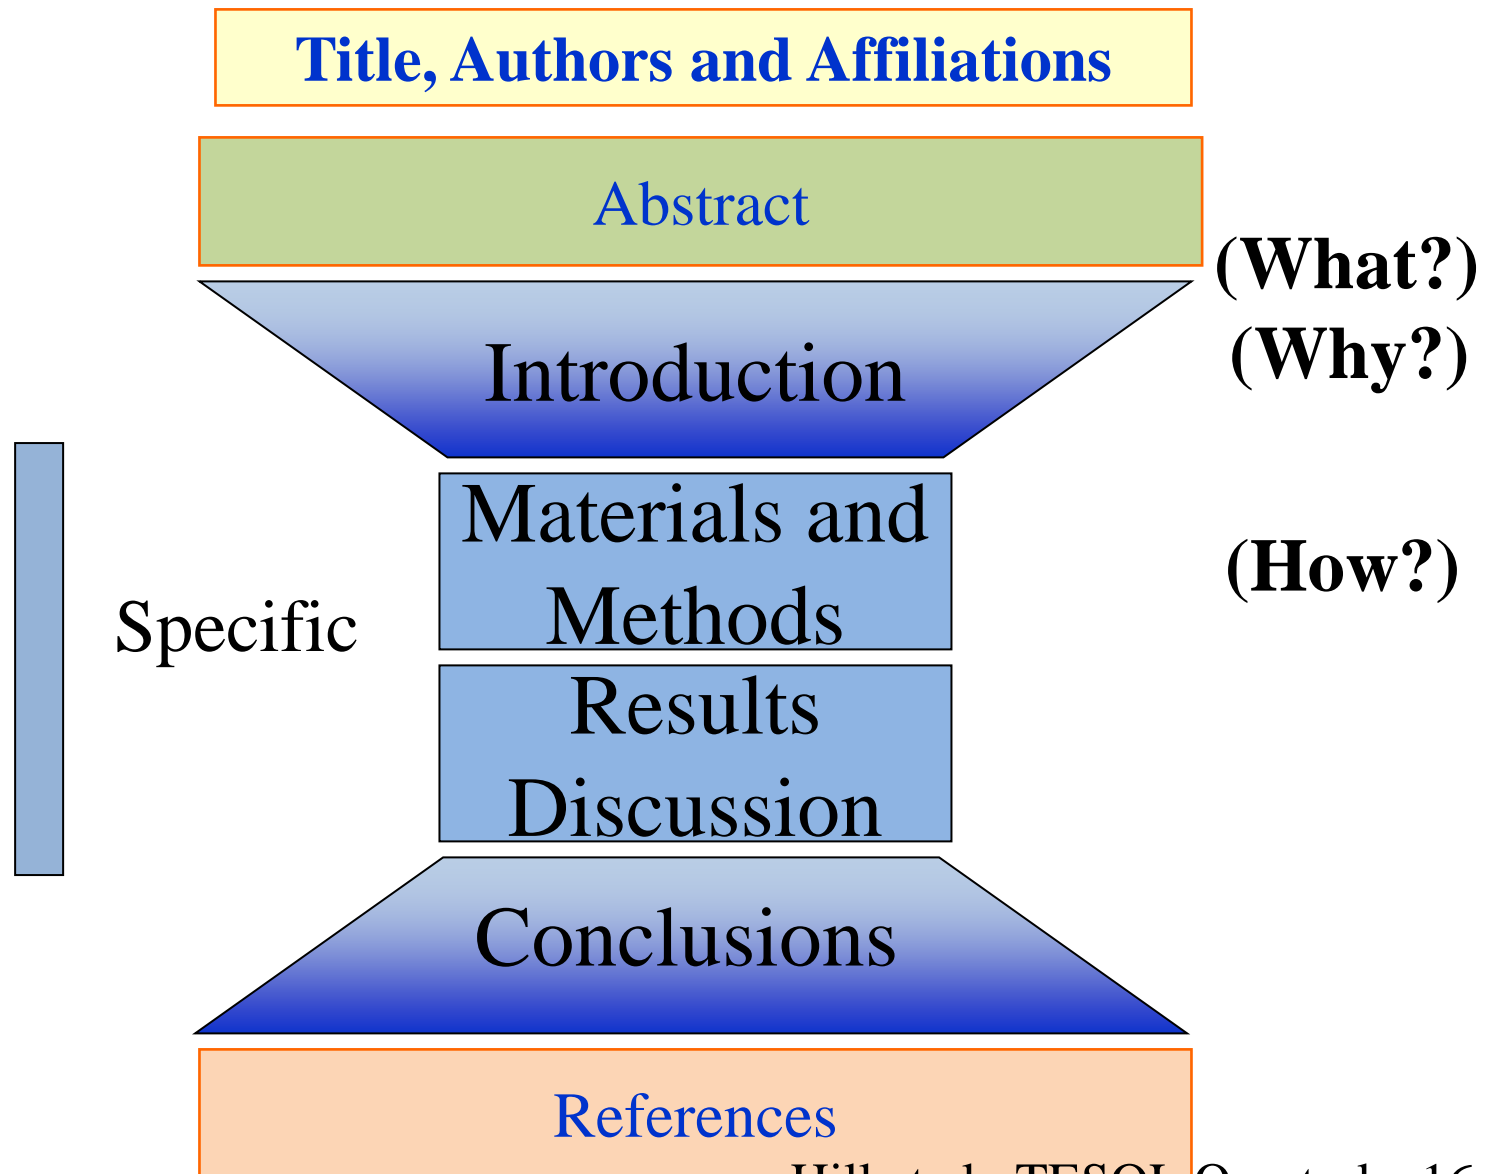 Title, Authors and Affiliations
Abstract
(What?)
(Why?)
Introduction
Materials and
Methods
(How?)
Specific
Results
Discussion
Conclusions
References